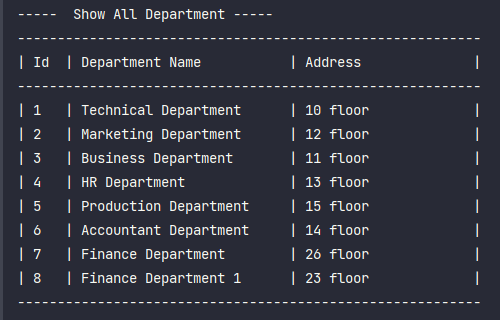 -----  Show All Department -----
----------------------------------------------------------
| Id  | Department Name           | Address              |
----------------------------------------------------------
| 1   | Technical Department      | 10 floor             |
| 2   | Marketing Department      | 12 floor             |
| 3   | Business Department       | 11 floor             |
| 4   | HR Department             | 13 floor             |
| 5   | Production Department     | 15 floor             |
| 6   | Accountant Department     | 14 floor             |
| 7   | Finance Department        | 26 floor             |
| 8   | Finance Department 1      | 23 floor             |
----------------------------------------------------------